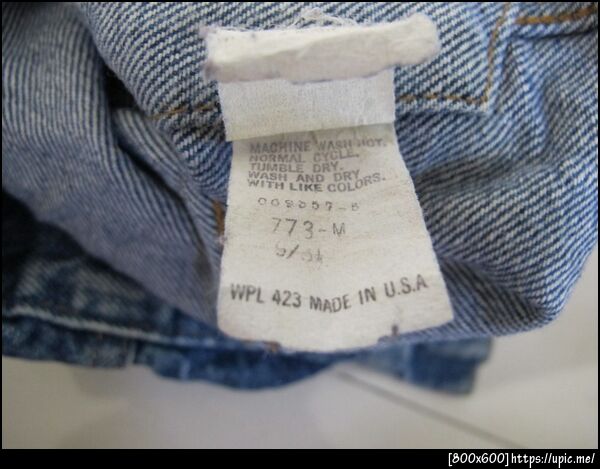 MACHINE WASH HOT,
NORMAL CYCLE.
TUMBLE DRY.
WASH AND DRY
WITH LIKE COLORS.
773-M
WPL 423 MADE IN U.S.A
[800x600]https://upic.me/